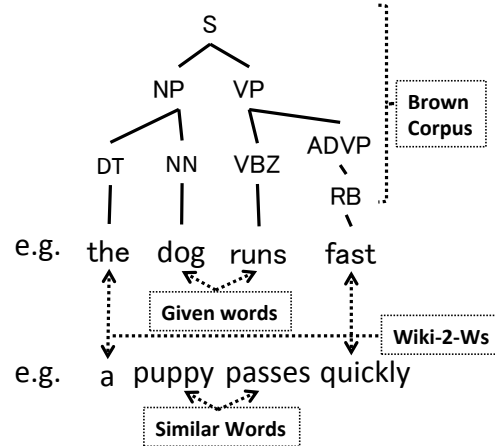 S
NP VP
Brown
Corpus
ADVP
DT NN VBZ
RB
e.g. the dog runs fast
Given words
Wiki-2-Ws
e.g. a puppy passes quickly
Similar Words